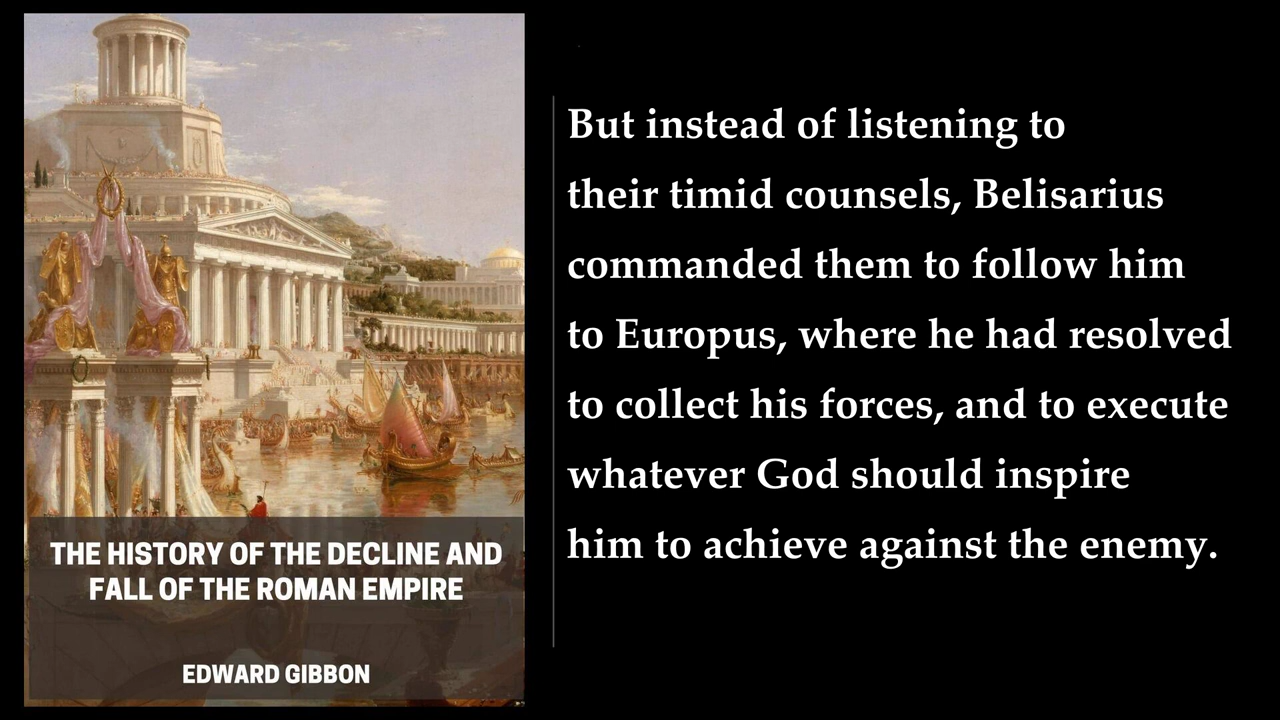 THE HISTORY OF THE DECLINE AND
FALL OF THE ROMAN EMPIRE
EDWARD GIBBON
But instead of listening to
their timid counsels, Belisarius
commanded them to follow him
to Europus, where he had resolved
to collect his forces, and to execute
whatever God should inspire
him to achieve against the enemy.